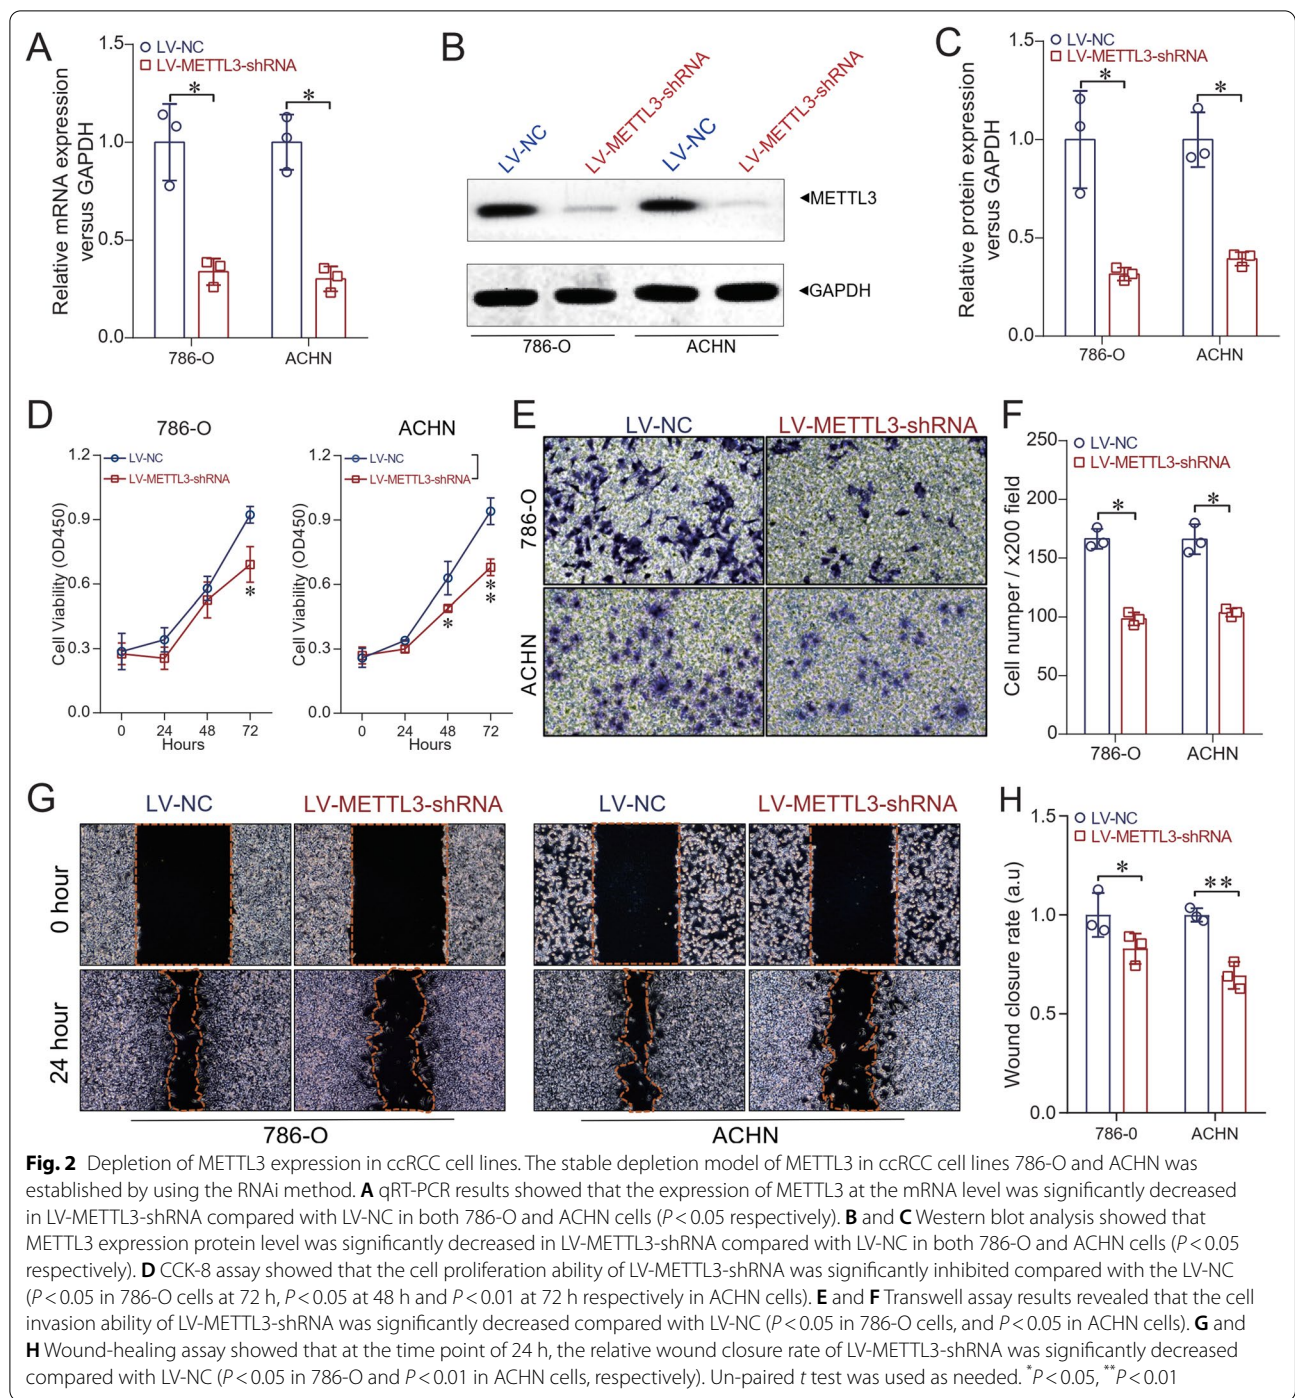 A
Relative mRNA expression
versus GAPDH
1.5
1.0
0.5
0.0
LV-NC
LV-METTL3-shRNA
*
*
786-O
ACHN
B
LV-NC
LV-METTL3-shRNA
LV-NC
LV-METTL3-shRNA
◄METTL3
◄GAPDH
786-O
ACHN
C
Relative protein expression
versus GAPDH
1.5
1.0
0.5
0.0
LV-NC
LV-METTL3-shRNA
*
*
786-O
ACHN
D
786-O
Cell Viability (OD450)
1.2
0.9
0.6
0.3
0.0
LV-NC
LV-METTL3-shRNA
*
0 24 48 72
Hours
ACHN
Cell Viability (OD450)
1.2
0.9
0.6
0.3
0.0
LV-NC
LV-METTL3-shRNA
*
**
0 24 48 72
Hours
E
LV-NC
LV-METTL3-shRNA
786-O
ACHN
F
Cell numper / x200 field
250
200
150
100
50
0
LV-NC
LV-METTL3-shRNA
*
*
786-O
ACHN
G
LV-NC
LV-METTL3-shRNA
LV-NC
LV-METTL3-shRNA
0 hour
24 hour
786-O
ACHN
H
Wound closure rate (a.u)
1.5
1.0
0.5
0.0
LV-NC
LV-METTL3-shRNA
*
**
786-0
ACHN
Fig. 2 Depletion of METTL3 expression in ccRCC cell lines. The stable depletion model of METTL3 in ccRCC cell lines 786-O and ACHN was
established by using the RNAi method. A qRT-PCR results showed that the expression of METTL3 at the mRNA level was significantly decreased
in LV-METTL3-shRNA compared with LV-NC in both 786-O and ACHN cells (P < 0.05 respectively). B and C Western blot analysis showed that
METTL3 expression protein level was significantly decreased in LV-METTL3-shRNA compared with LV-NC in both 786-O and ACHN cells (P < 0.05
respectively). D CCK-8 assay showed that the cell proliferation ability of LV-METTL3-shRNA was significantly inhibited compared with the LV-NC
(P < 0.05 in 786-O cells at 72 h, P < 0.05 at 48 h and P < 0.01 at 72 h respectively in ACHN cells). E and F Transwell assay results revealed that the cell
invasion ability of LV-METTL3-shRNA was significantly decreased compared with LV-NC (P < 0.05 in 786-O cells, and P < 0.05 in ACHN cells). G and
H Wound-healing assay showed that at the time point of 24 h, the relative wound closure rate of LV-METTL3-shRNA was significantly decreased
compared with LV-NC (P < 0.05 in 786-O and P < 0.01 in ACHN cells, respectively). Un-paired t test was used as needed. *P < 0.05, **P < 0.01